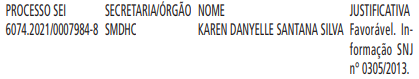 PROCESSO SEI SECRETARIA/ÓRGÃO NOME JUSTIFICATIVA
6074.2021/0007984-8 SMDHC KAREN DANYELLE SANTANA SILVA Favorável. In-
formação SNJ
nº 0305/2013.